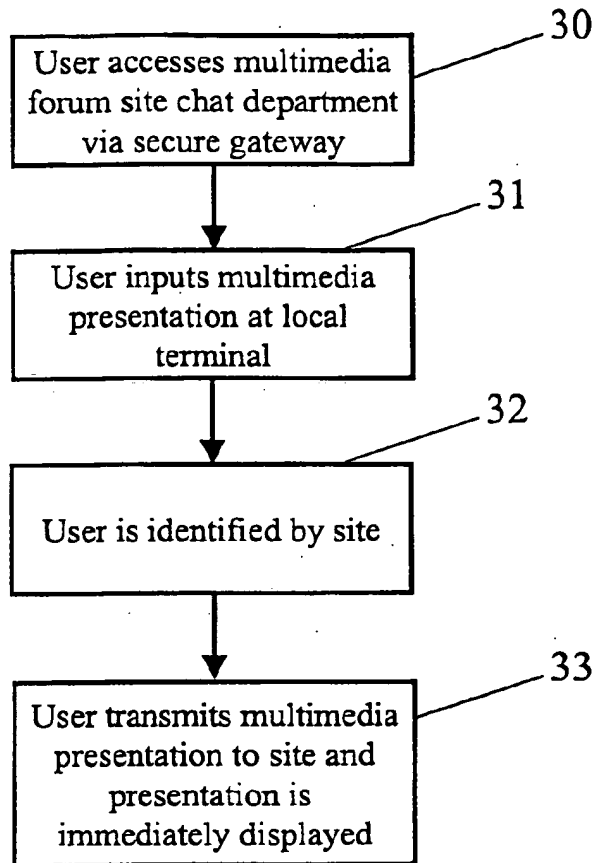 30
User accesses multimedia
forum site chat department
via secure gateway
31
User inputs multimedia
presentation at local
terminal
32
User is identified by site
33
User transmits multimedia
presentation to site and
presentation is
immediately displayed